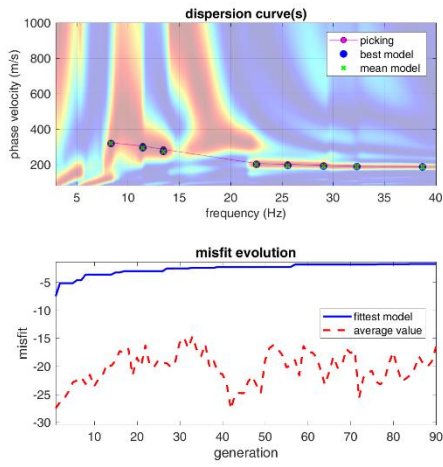 dispersion curve(s)
1000
800
600
400
200
phase velocity (m/s)
picking
best model
mean model
5 10 15 20 25 30 35 40
frequency (Hz)
misfit evolution
-5
-10
-15
-20
-25
-30
misfit
fittest model
average value
10 20 30 40 50 60 70 80 90
generation